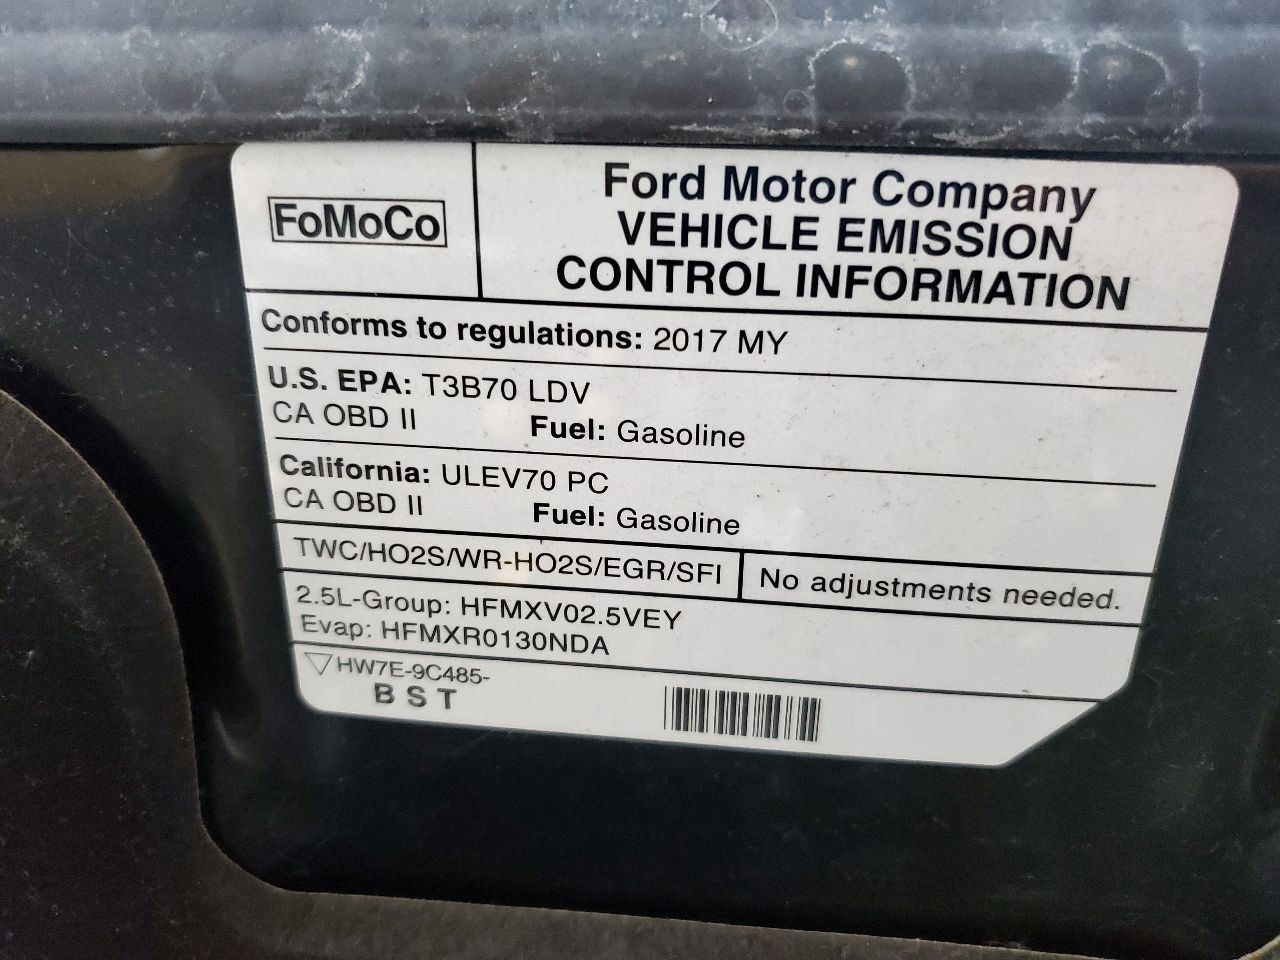 FoMoCo
Ford Motor Company
VEHICLE EMISSION
CONTROL INFORMATION
Conforms to regulations: 2017 MY
U.S. EPA: T3B70 LDV
CA OBD II Fuel: Gasoline
California: ULEV70 PC
CA OBD II Fuel: Gasoline
TWC/HO2S/WR-HO2S/EGR/SFI
No adjustments needed.
2.5L-Group: HFMXV02.5VEY
Evap: HFMXR0130NDA
▽HW7E-9C485-
B S T